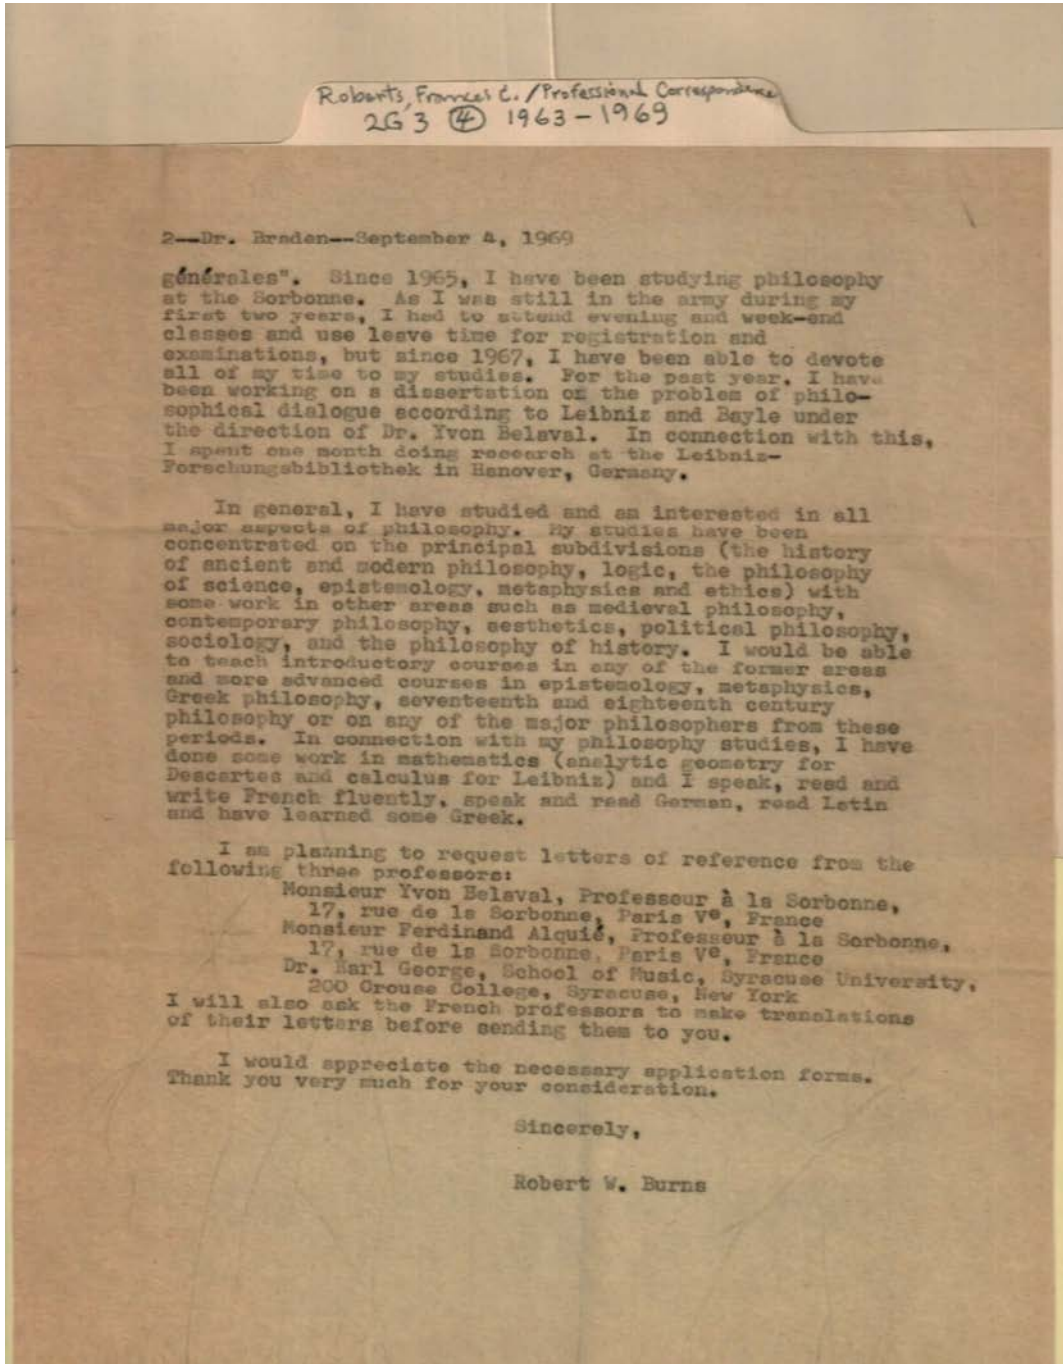 Roberts, Frances C. / Professional Correspondence
2G 3 ④ 1963-1969
2--Dr. Braden--September 4, 1969
générales". Since 1965, I have been studying philosophy
at the Sorbonne. As I was still in the army during my
first two years, I had to attend evening and week-end
classes and use leave time for registration and
examinations, but since 1967, I have been able to devote
all of my time to my studies. For the past year, I have
been working on a dissertation on the problem of philo-
sophical dialogue according to Leibniz and Bayle under
the direction of Dr. Yvon Belaval. In connection with this,
I spent one month doing research at the Leibniz-
Forschungsbibliothek in Hanover, Germany.
In general, I have studied and am interested in all
major aspects of philosophy. My studies have been
concentrated on the principal subdivisions (the history
of ancient and modern philosophy, logic, the philosophy
of science, epistemology, metaphysics and ethics) with
some work in other areas such as medieval philosophy,
contemporary philosophy, aesthetics, political philosophy,
sociology, and the philosophy of history. I would be able
to teach introductory courses in any of the former areas
and more advanced courses in epistemology, metaphysics,
Greek philosophy, seventeenth and eighteenth century
philosophy or on any of the major philosophers from these
periods. In connection with my philosophy studies, I have
done some work in mathematics (analytic geometry for
Descartes and calculus for Leibniz) and I speak, read and
write French fluently, speak and read German, read Latin
and have learned some Greek.
I am planning to request letters of reference from the
following three professors:
Monsieur Yvon Belaval, Professeur à la Sorbonne,
17, rue de la Sorbonne, Paris Vᵉ, France
Monsieur Ferdinand Alquié, Professeur à la Sorbonne,
17, rue de la Sorbonne, Paris Vᵉ, France
Dr. Earl George, School of Music, Syracuse University,
200 Crouse College, Syracuse, New York
I will also ask the French professors to make translations
of their letters before sending them to you.
I would appreciate the necessary application forms.
Thank you very much for your consideration.
Sincerely,
Robert W. Burns